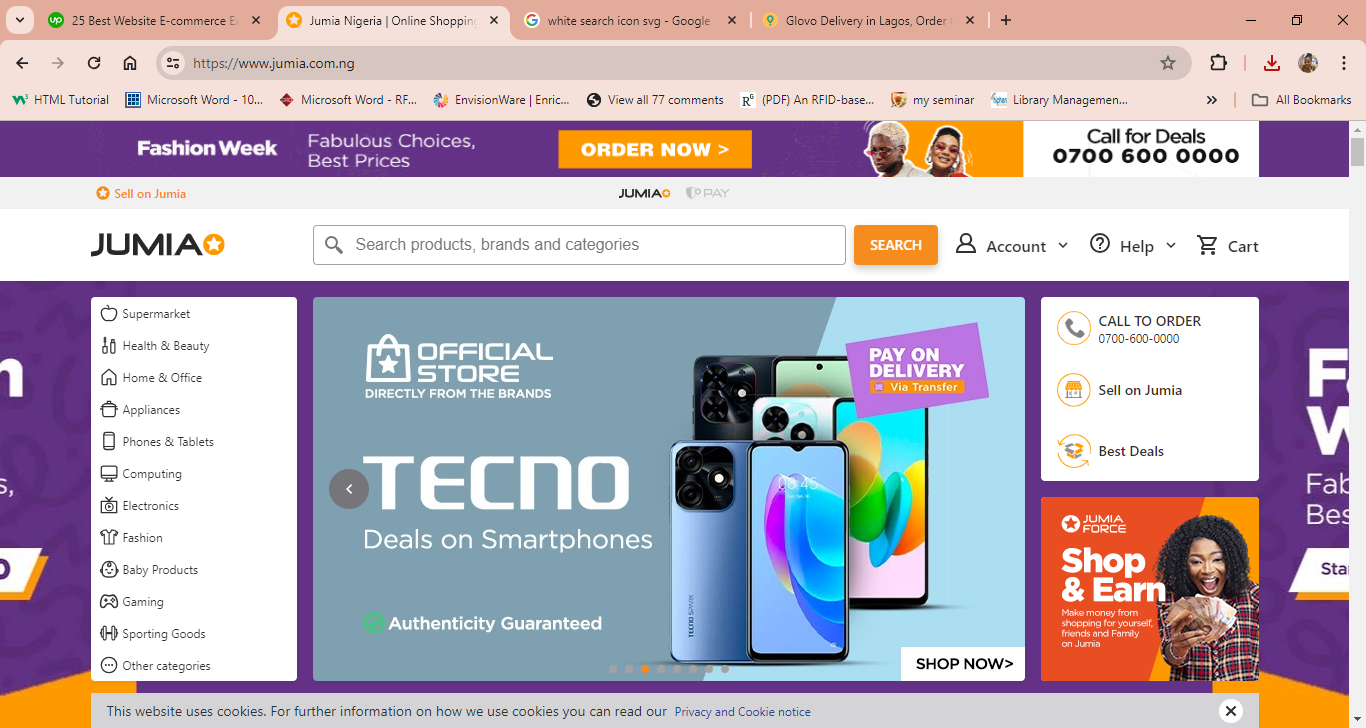 25 Best Website E-commerce E
Jumia Nigeria | Online Shopping
white search icon svg - Google
Glovo Delivery in Lagos, Order
https://www.jumia.com.ng
HTML Tutorial
Microsoft Word - 10...
Microsoft Word - RF...
EnvisionWare | Enric...
View all 77 comments
(PDF) An RFID-base...
my seminar
Library Managemen...
All Bookmarks
Fashion Week
Fabulous Choices,
Best Prices
ORDER NOW >
Call for Deals
0700 600 0000
Sell on Jumia
JUMIA
PAY
JUMIA
Search products, brands and categories
SEARCH
Account
Help
Cart
Supermarket
Health & Beauty
Home & Office
Appliances
Phones & Tablets
Computing
Electronics
Fashion
Baby Products
Gaming
Sporting Goods
Other categories
OFFICIAL
STORE
DIRECTLY FROM THE BRANDS
TECNO
Deals on Smartphones
Authenticity Guaranteed
PAY ON
DELIVERY
Via Transfer
08:45
TECNO SPARK
SHOP NOW>
CALL TO ORDER
0700-600-0000
Sell on Jumia
Best Deals
JUMIA
FORCE
Shop
& Earn
Make money from
shopping for yourself,
friends and Family
on Jumia
This website uses cookies. For further information on how we use cookies you can read our Privacy and Cookie notice